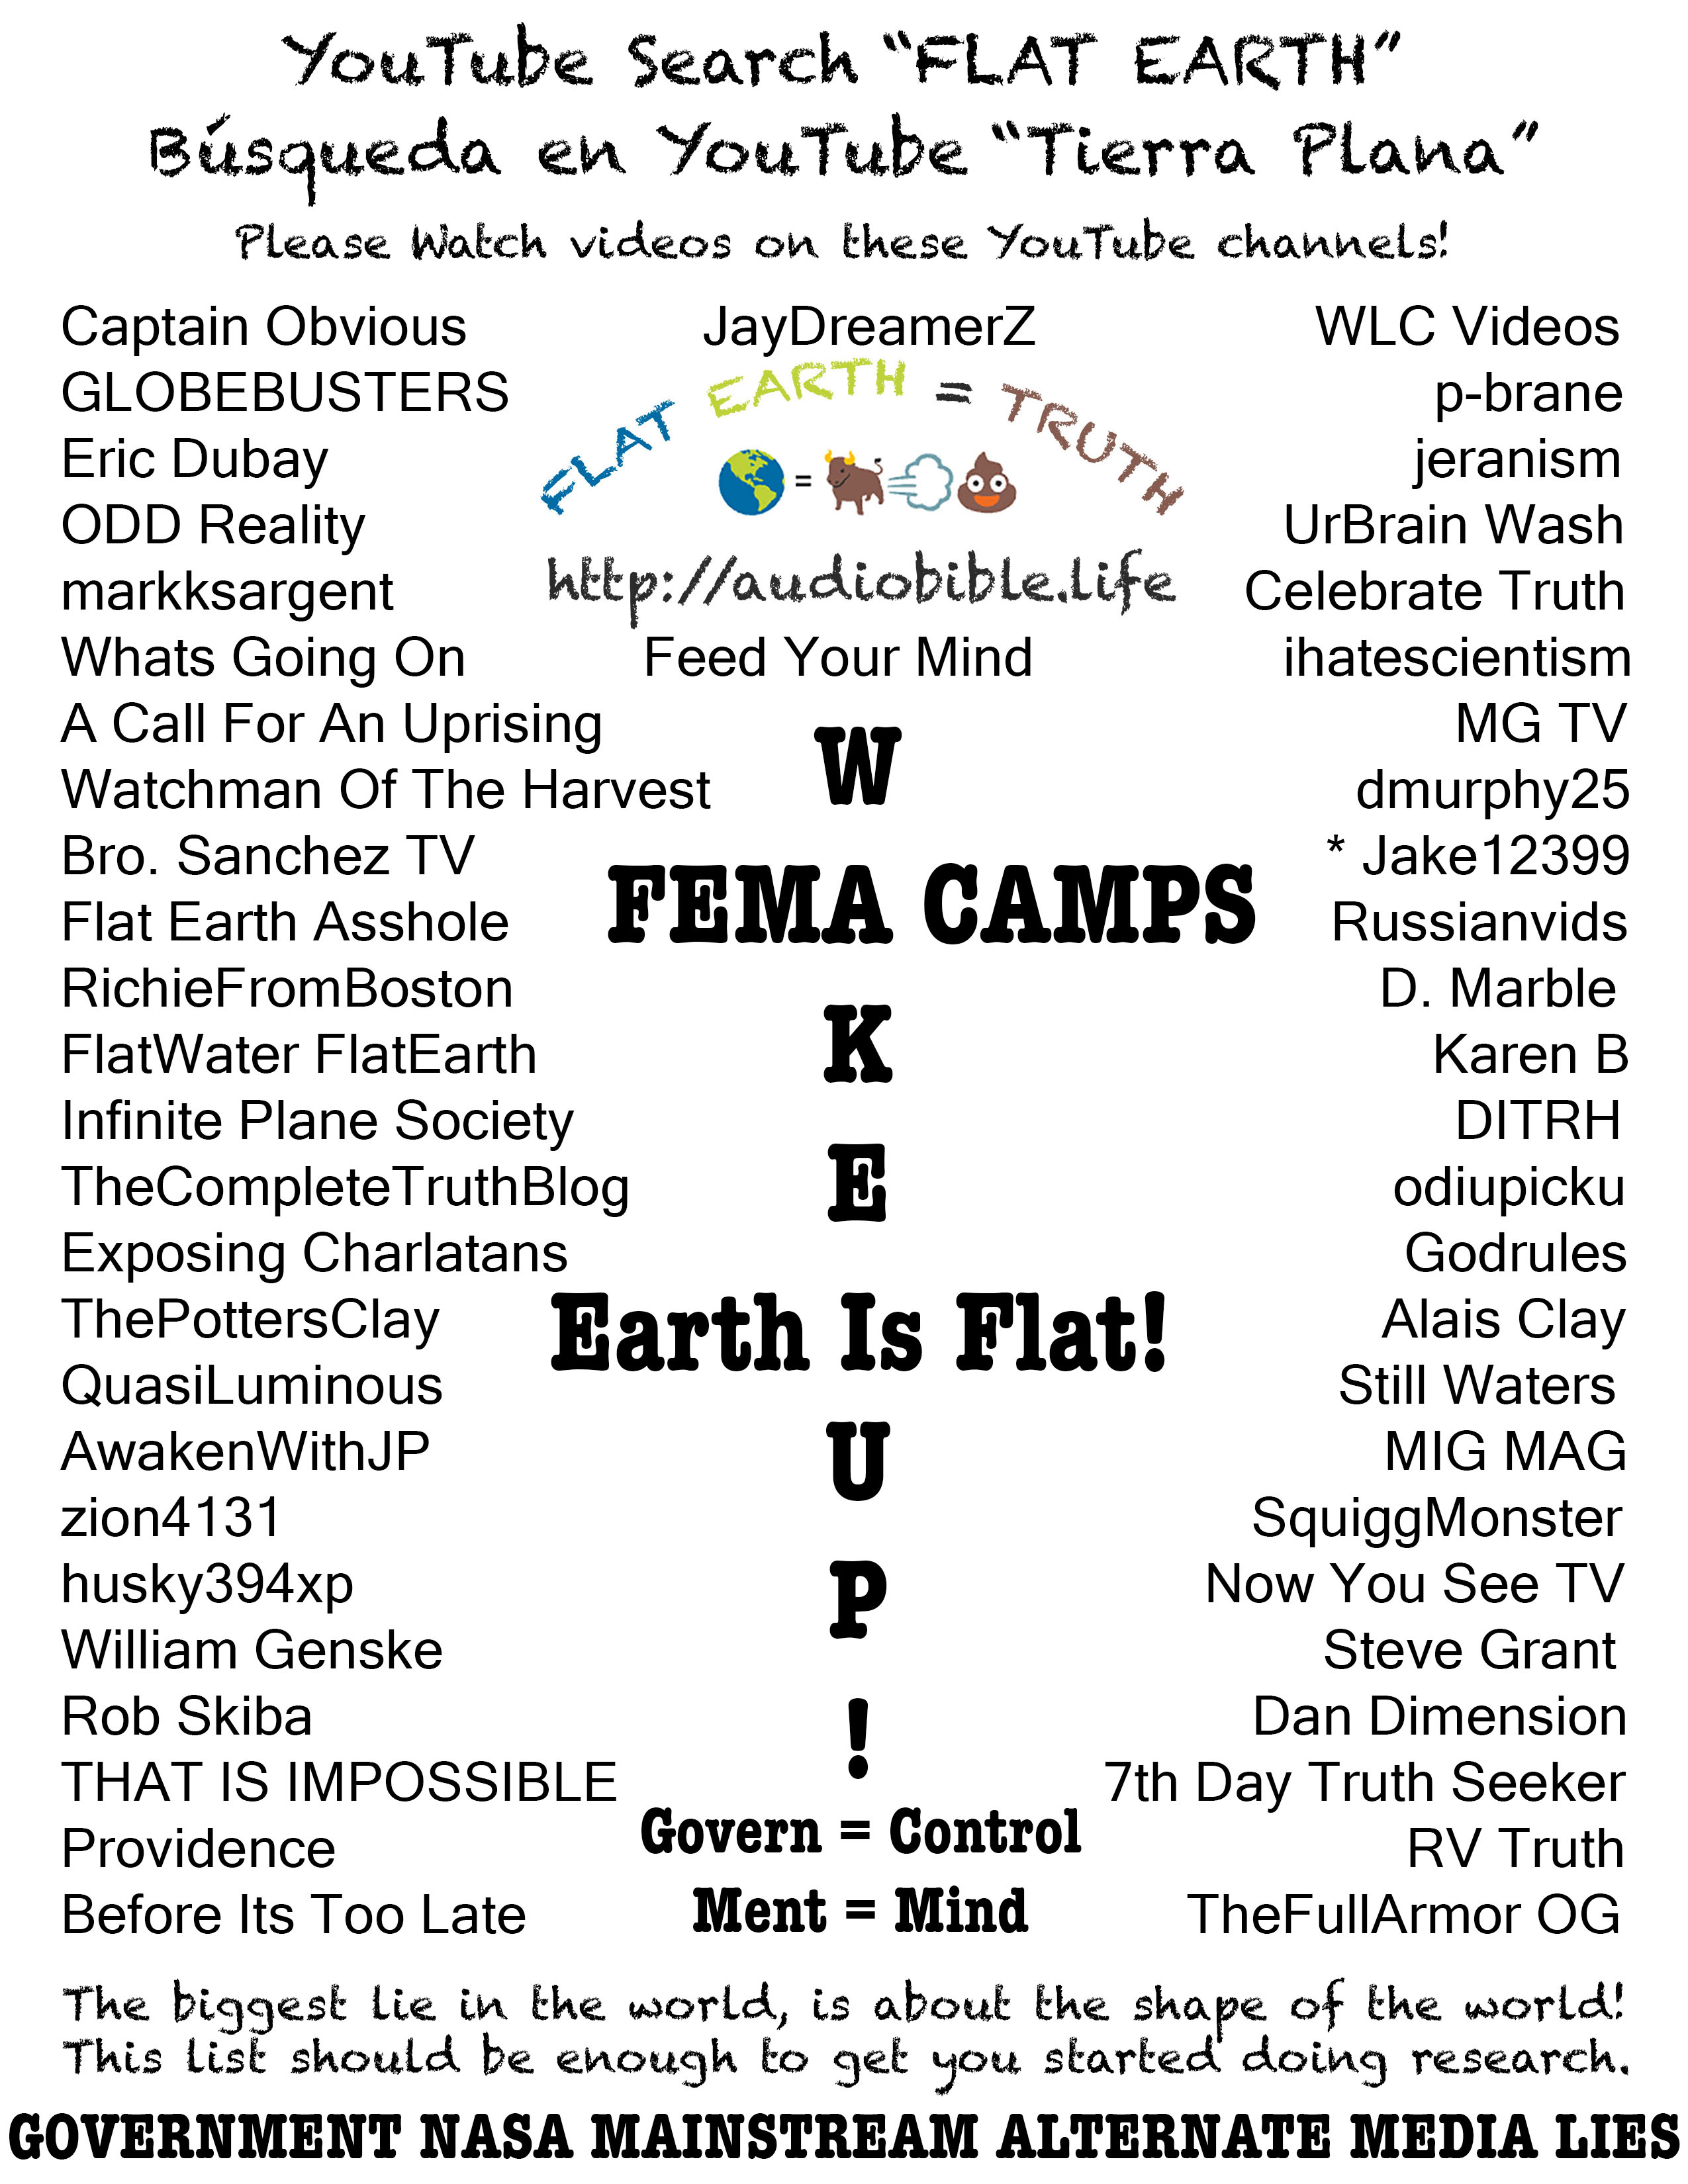 YouTube Search “FLAT EARTH”
Búsqueda en YouTube “Tierra Plana”
Please Watch videos on these YouTube channels!
Captain Obvious
GLOBEBUSTERS
Eric Dubay
ODD Reality
markksargent
Whats Going On
A Call For An Uprising
Watchman Of The Harvest
Bro. Sanchez TV
Flat Earth Asshole
RichieFromBoston
FlatWater FlatEarth
Infinite Plane Society
TheCompleteTruthBlog
Exposing Charlatans
ThePottersClay
QuasiLuminous
AwakenWithJP
zion4131
husky394xp
William Genske
Rob Skiba
THAT IS IMPOSSIBLE
Providence
Before Its Too Late
JayDreamerZ
FLAT EARTH = TRUTH
=
http://audiobible.life
Feed Your Mind
W
FEMA CAMPS
K
E
Earth Is Flat!
U
P
!
Govern = Control
Ment = Mind
WLC Videos
p-brane
jeranism
UrBrain Wash
Celebrate Truth
ihatescientism
MG TV
dmurphy25
* Jake12399
Russianvids
D. Marble
Karen B
DITRH
odiupicku
Godrules
Alais Clay
Still Waters
MIG MAG
SquiggMonster
Now You See TV
Steve Grant
Dan Dimension
7th Day Truth Seeker
RV Truth
TheFullArmor OG
The biggest lie in the world, is about the shape of the world!
This list should be enough to get you started doing research.
GOVERNMENT NASA MAINSTREAM ALTERNATE MEDIA LIES